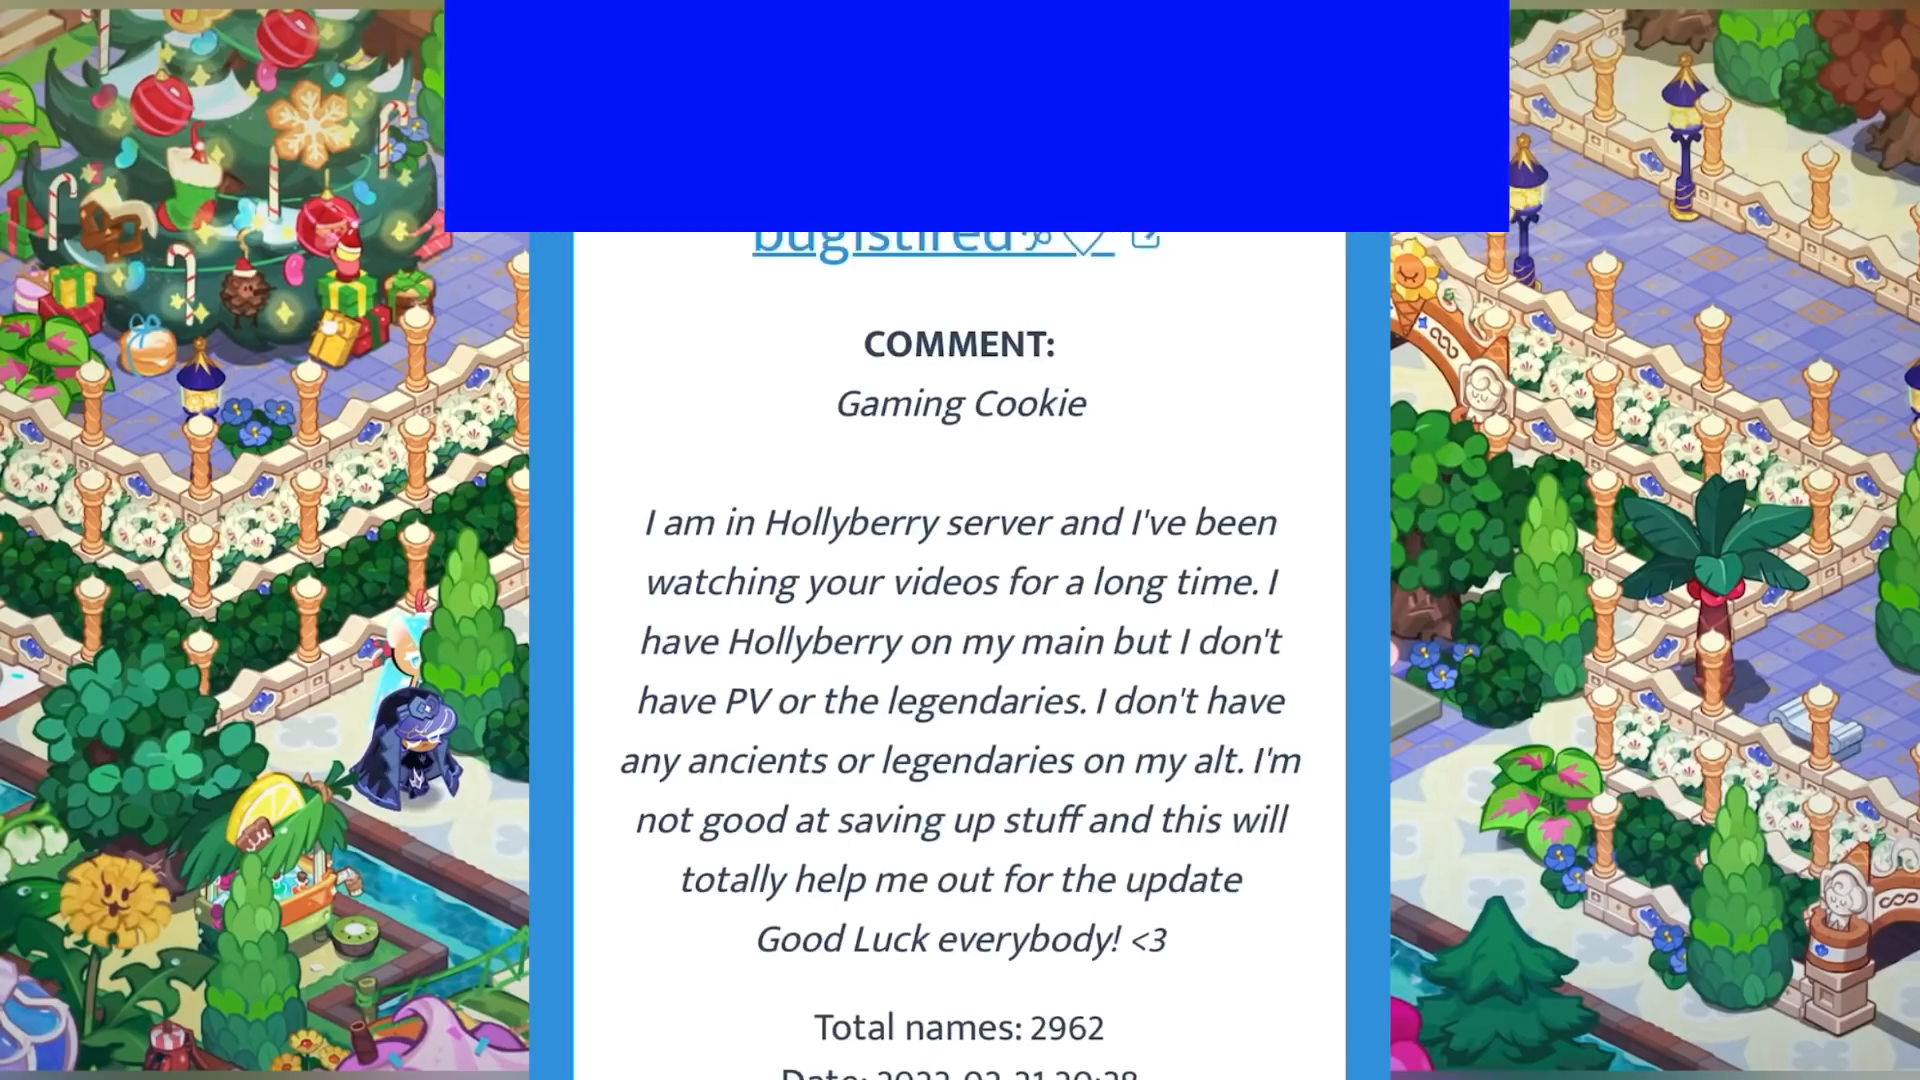 bugistired
COMMENT:
Gaming Cookie
I am in Hollyberry server and I've been
watching your videos for a long time. I
have Hollyberry on my main but I don't
have PV or the legendaries. I don't have
any ancients or legendaries on my alt. I'm
not good at saving up stuff and this will
totally help me out for the update
Good Luck everybody! <3
Total names: 2962
Date: